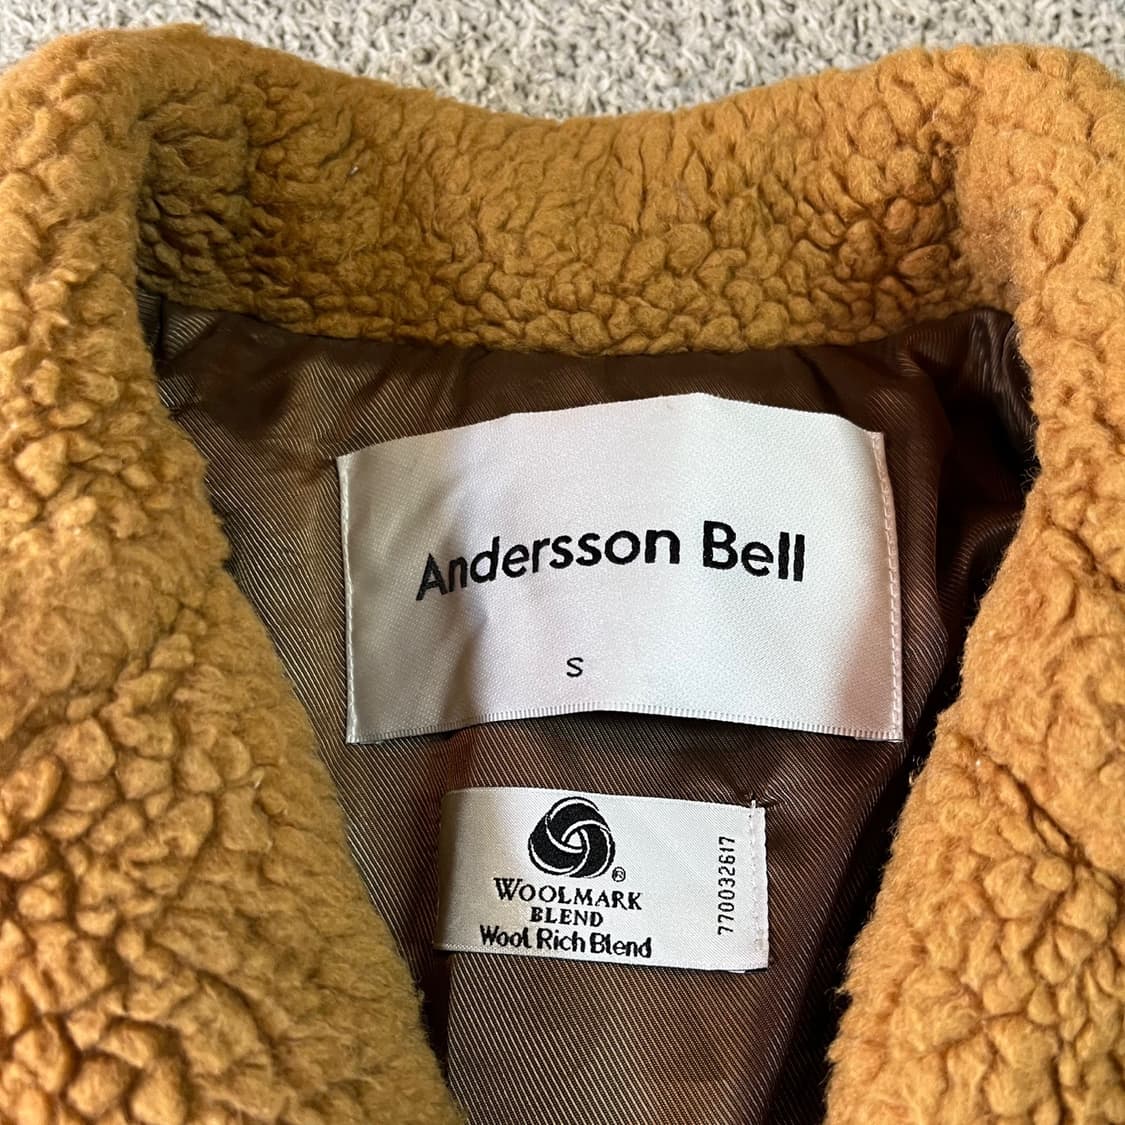 Andersson Bell
S
WOOLMARK
BLEND
Wool Rich Blend
770032617
®